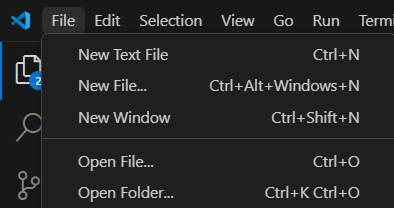 File Edit Selection View Go Run
New Text File Ctrl+N
New File... Ctrl+Alt+Windows+N
2
New Window Ctrl+Shift+N
Open File... Ctrl+O
Open Folder... Ctrl+K Ctrl+O